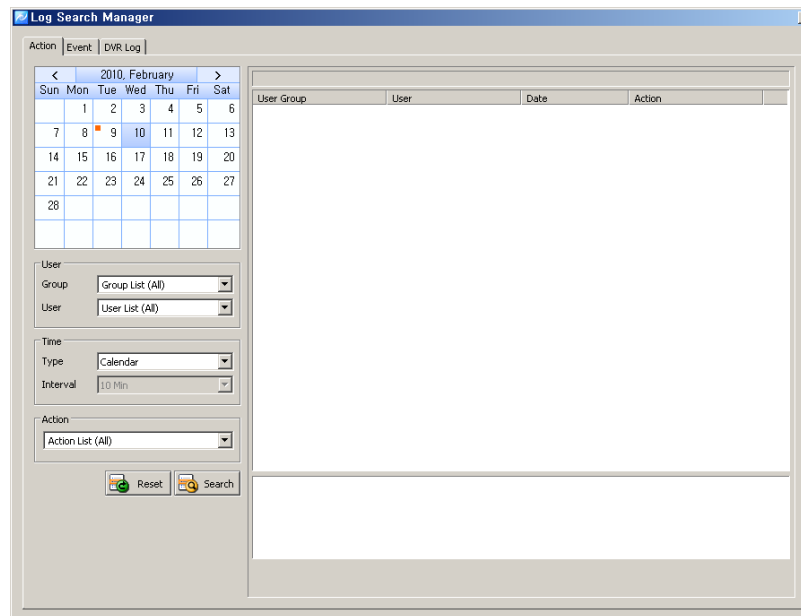 Log Search Manager
Action Event DVR Log
< 2010, February >
Sun Mon Tue Wed Thu Fri Sat
1 2 3 4 5 6
7 8 9 10 11 12 13
14 15 16 17 18 19 20
21 22 23 24 25 26 27
28
User
Group Group List (All)
User User List (All)
Time
Type Calendar
Interval 10 Min
Action
Action List (All)
Reset Search
User Group User Date Action